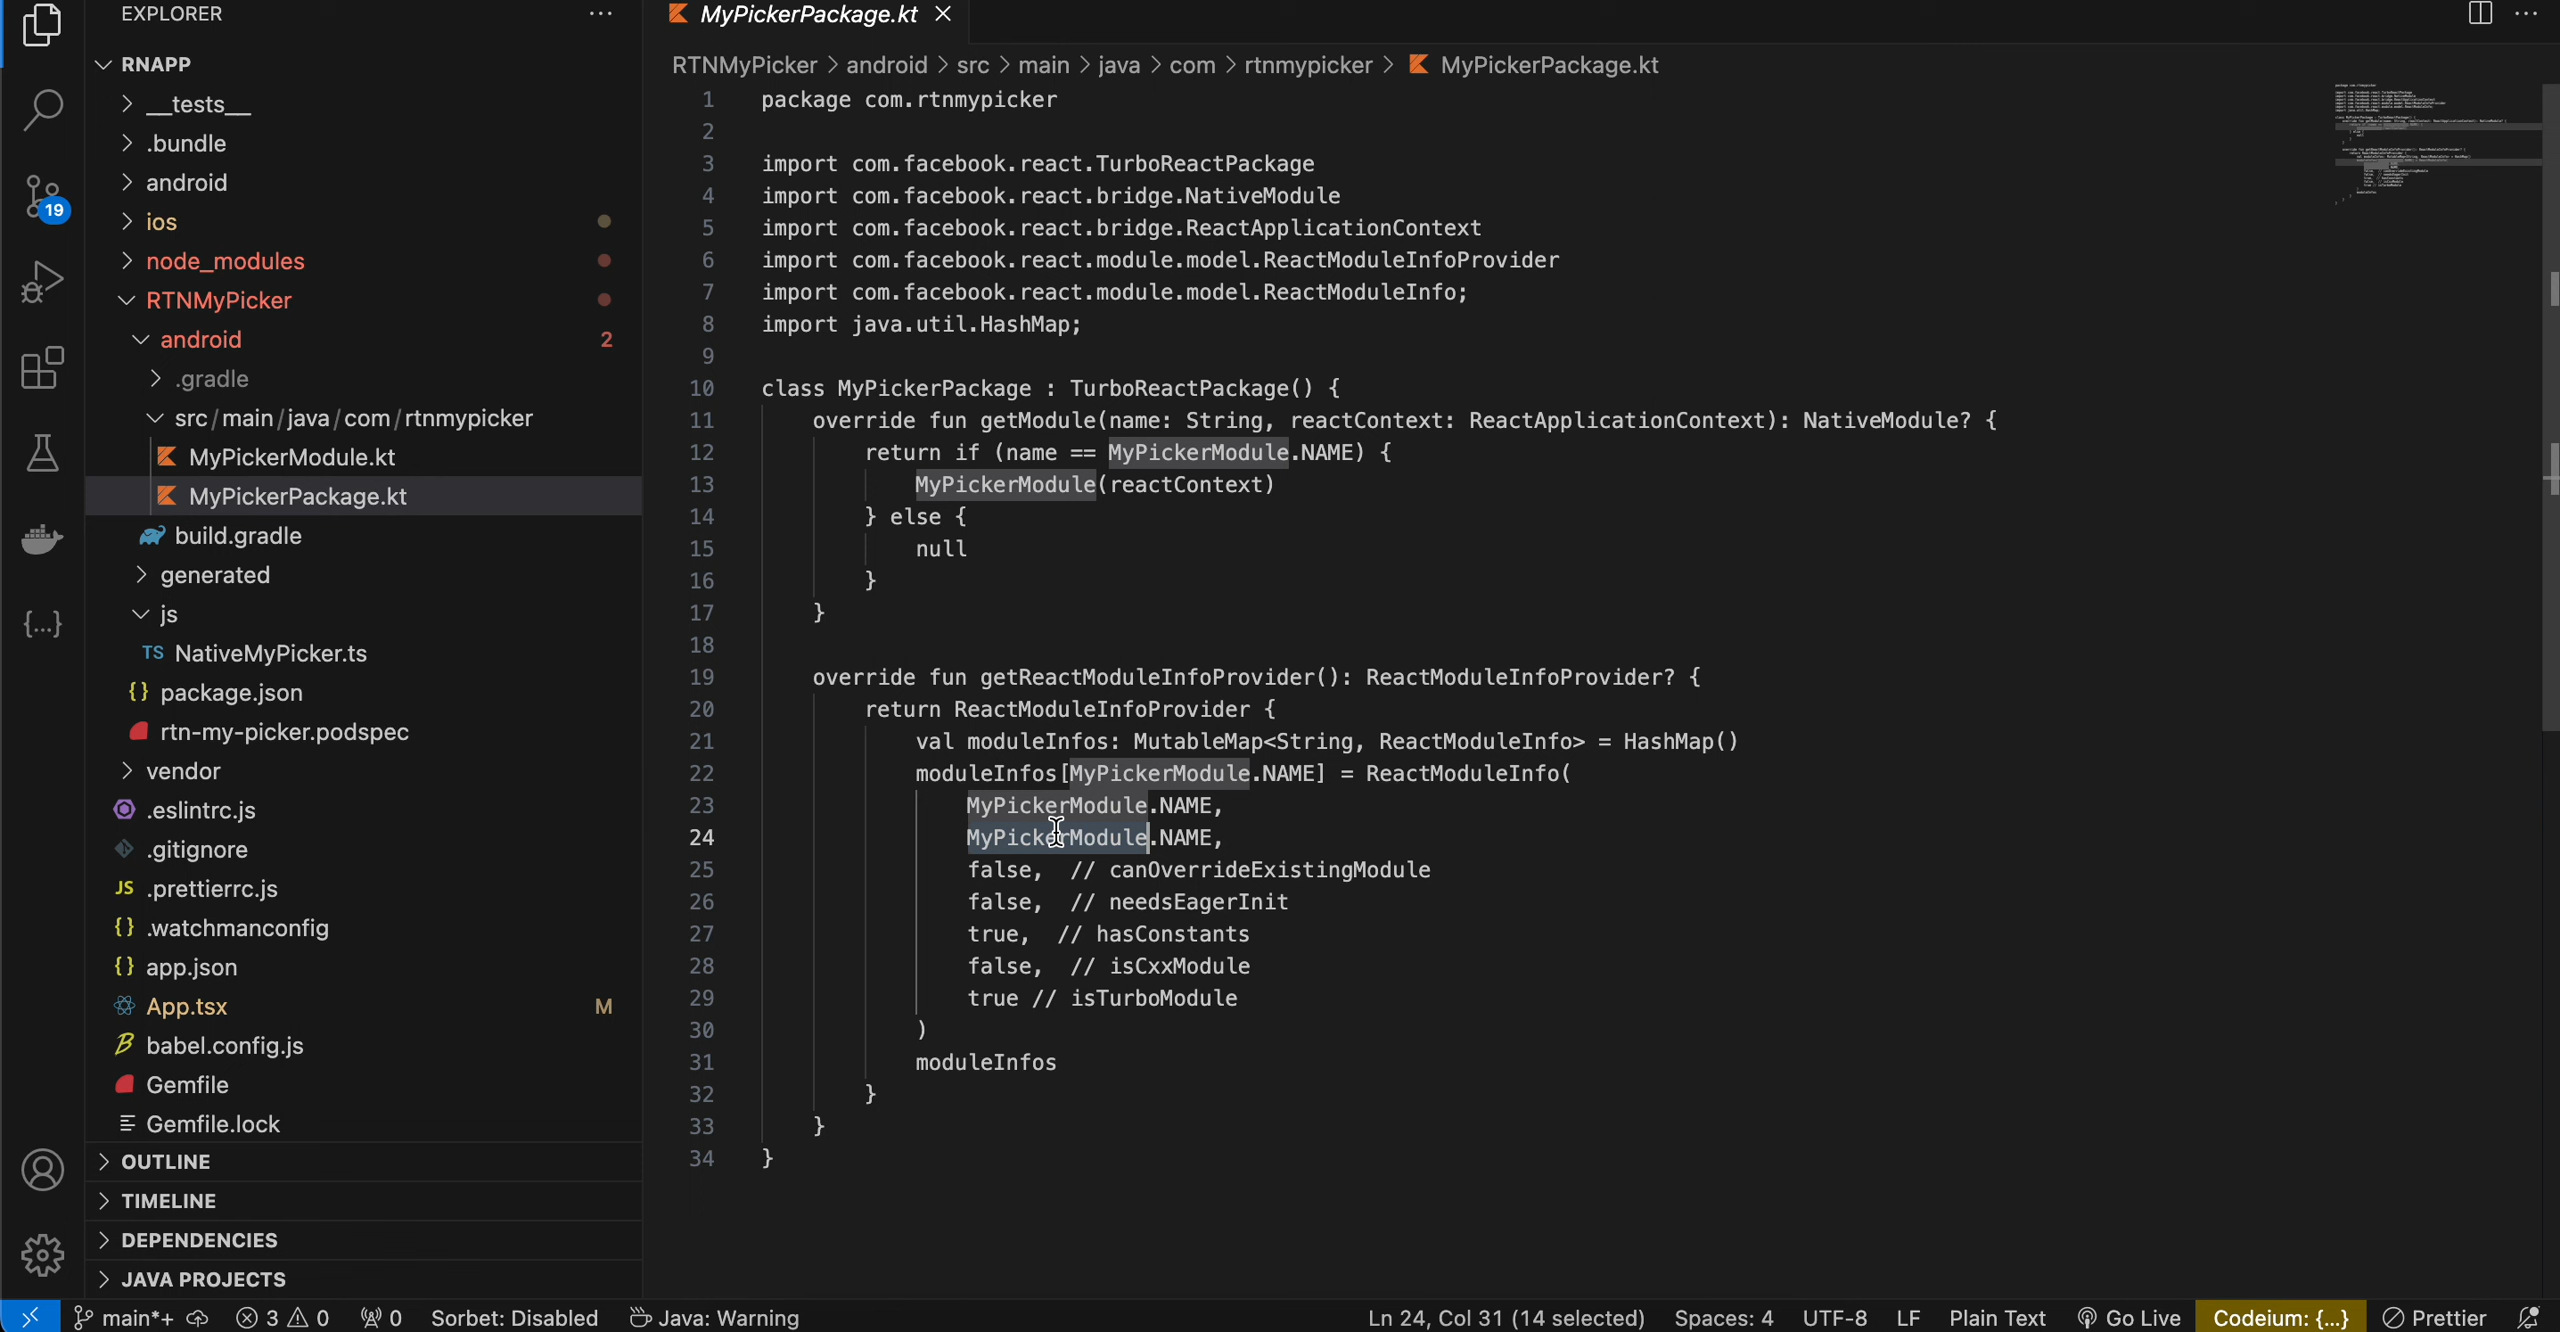 EXPLORER
RNAPP
__tests__
.bundle
android
ios
node_modules
RTNMyPicker
android 2
.gradle
src/main/java/com/rtnmypicker
MyPickerModule.kt
MyPickerPackage.kt
build.gradle
generated
js
TS NativeMyPicker.ts
{} package.json
rtn-my-picker.podspec
vendor
.eslintrc.js
.gitignore
JS .prettierrc.js
{} .watchmanconfig
{} app.json
App.tsx M
babel.config.js
Gemfile
Gemfile.lock
OUTLINE
TIMELINE
DEPENDENCIES
JAVA PROJECTS
19
{...}
MyPickerPackage.kt
RTNMyPicker > android > src > main > java > com > rtnmypicker > MyPickerPackage.kt
1 package com.rtnmypicker
2
3 import com.facebook.react.TurboReactPackage
4 import com.facebook.react.bridge.NativeModule
5 import com.facebook.react.bridge.ReactApplicationContext
6 import com.facebook.react.module.model.ReactModuleInfoProvider
7 import com.facebook.react.module.model.ReactModuleInfo;
8 import java.util.HashMap;
9
10 class MyPickerPackage : TurboReactPackage() {
11 override fun getModule(name: String, reactContext: ReactApplicationContext): NativeModule? {
12 return if (name == MyPickerModule.NAME) {
13 MyPickerModule(reactContext)
14 } else {
15 null
16 }
17 }
18
19 override fun getReactModuleInfoProvider(): ReactModuleInfoProvider? {
20 return ReactModuleInfoProvider {
21 val moduleInfos: MutableMap<String, ReactModuleInfo> = HashMap()
22 moduleInfos[MyPickerModule.NAME] = ReactModuleInfo(
23 MyPickerModule.NAME,
24 MyPickerModule.NAME,
25 false, // canOverrideExistingModule
26 false, // needsEagerInit
27 true, // hasConstants
28 false, // isCxxModule
29 true // isTurboModule
30 )
31 moduleInfos
32 }
33 }
34 }
main*+ 3 0 0 Sorbet: Disabled Java: Warning Ln 24, Col 31 (14 selected) Spaces: 4 UTF-8 LF Plain Text Go Live Codeium: {...} Prettier